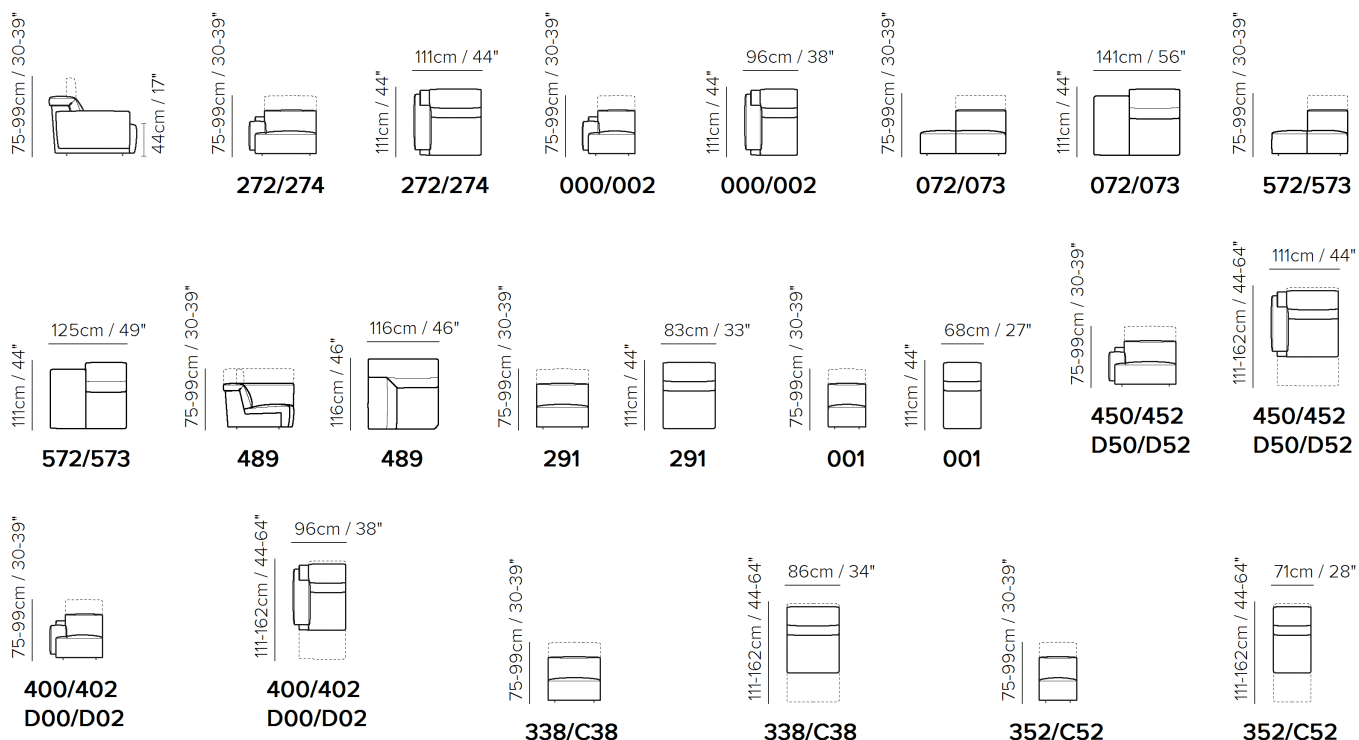 75-99cm / 30-39"
44cm / 17"
75-99cm / 30-39"
272/274
111cm / 44"
111cm / 44"
272/274
75-99cm / 30-39"
000/002
96cm / 38"
111cm / 44"
000/002
75-99cm / 30-39"
072/073
141cm / 56"
111cm / 44"
072/073
75-99cm / 30-39"
572/573
125cm / 49"
111cm / 44"
572/573
75-99cm / 30-39"
489
116cm / 46"
116cm / 46"
489
75-99cm / 30-39"
291
83cm / 33"
111cm / 44"
291
75-99cm / 30-39"
001
68cm / 27"
111cm / 44"
001
75-99cm / 30-39"
450/452
D50/D52
111cm / 44"
111-162cm / 44-64"
450/452
D50/D52
75-99cm / 30-39"
400/402
D00/D02
96cm / 38"
111-162cm / 44-64"
400/402
D00/D02
75-99cm / 30-39"
338/C38
86cm / 34"
111-162cm / 44-64"
338/C38
75-99cm / 30-39"
352/C52
71cm / 28"
111-162cm / 44-64"
352/C52